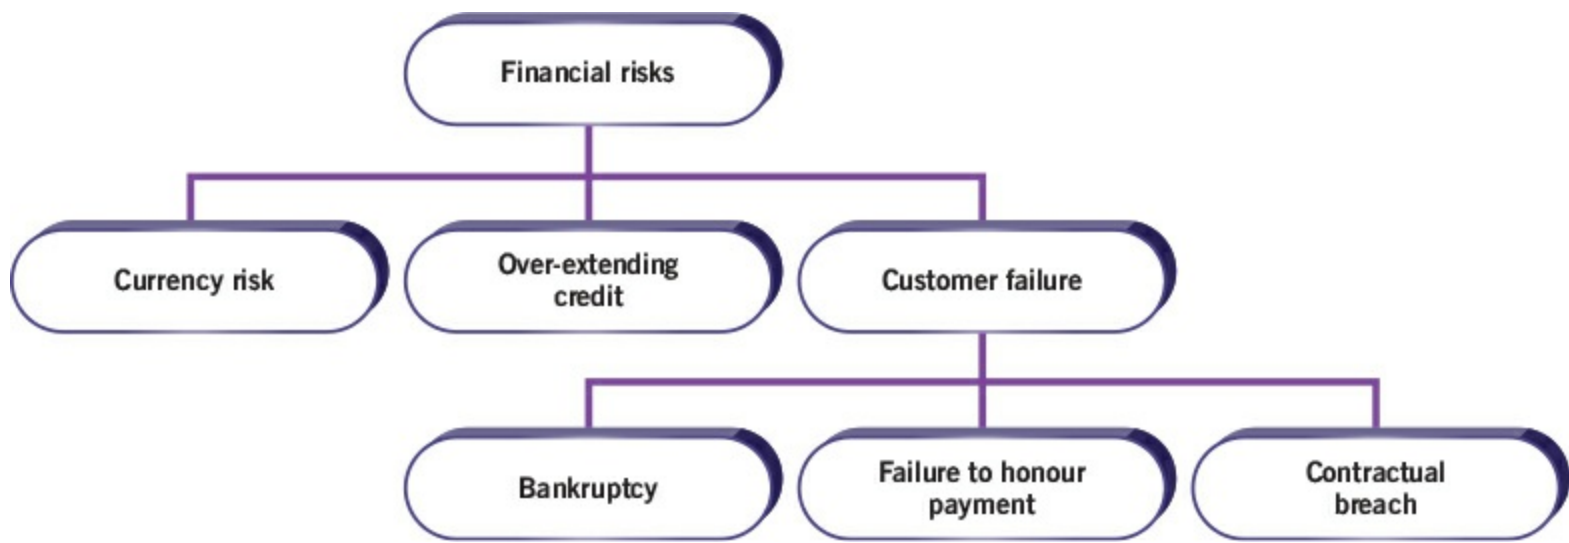 Financial risks
Currency risk
Over-extending
credit
Customer failure
Bankruptcy
Failure to honour
payment
Contractual
breach